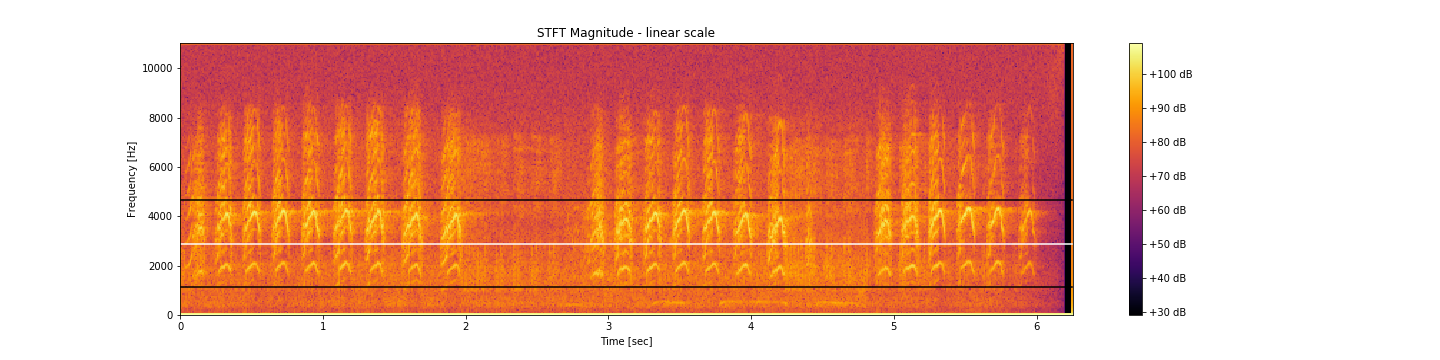 STFT Magnitude - linear scale
10000
8000
6000
4000
2000
0
Frequency [Hz]
0 1 2 3 4 5 6
Time [sec]
+100 dB
+90 dB
+80 dB
+70 dB
+60 dB
+50 dB
+40 dB
+30 dB